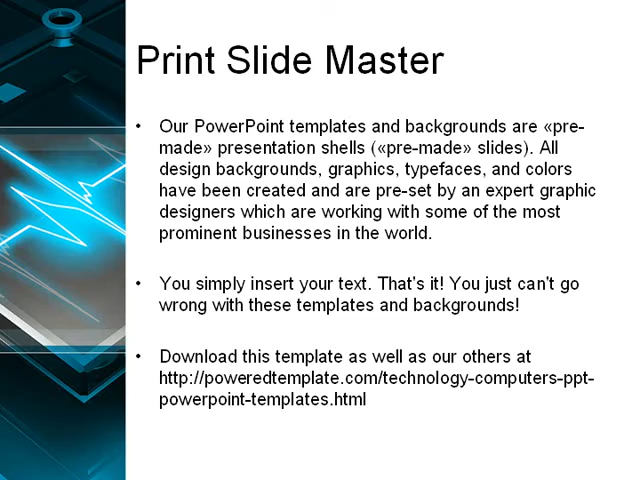 Print Slide Master
• Our PowerPoint templates and backgrounds are «pre-
made» presentation shells («pre-made» slides). All
design backgrounds, graphics, typefaces, and colors
have been created and are pre-set by an expert graphic
designers which are working with some of the most
prominent businesses in the world.
• You simply insert your text. That's it! You just can't go
wrong with these templates and backgrounds!
• Download this template as well as our others at
http://poweredtemplate.com/technology-computers-ppt-
powerpoint-templates.html